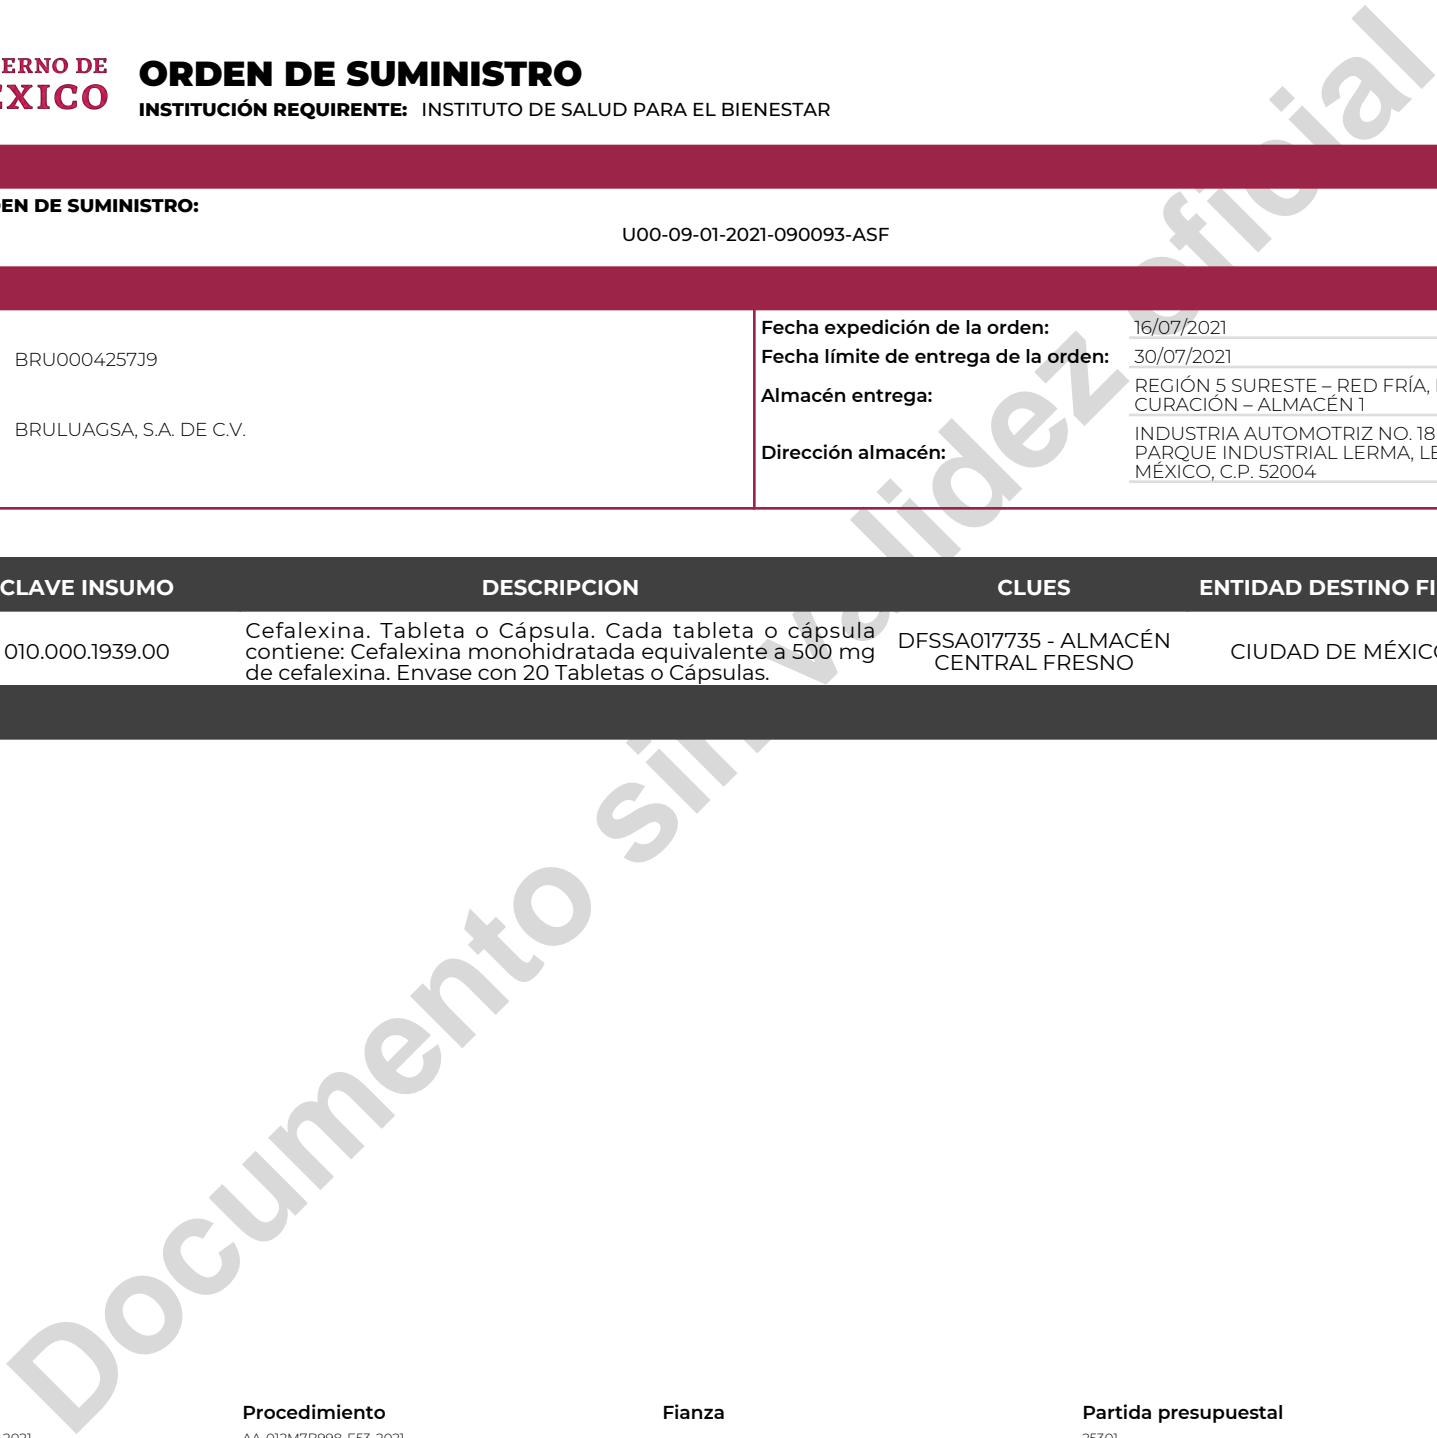 ERNO DE
ORDEN DE SUMINISTRO
INSTITUCIÓN REQUIRENTE: INSTITUTO DE SALUD PARA EL BIENESTAR
EN DE SUMINISTRO:
U00-09-01-2021-090093-ASF
BRU0004257J9
BRULUAGSA, S.A. DE C.V.
Fecha expedición de la orden: 16/07/2021
Fecha límite de entrega de la orden: 30/07/2021
Almacén entrega: REGIÓN 5 SURESTE – RED FRÍA,
CURACIÓN – ALMACÉN 1
Dirección almacén: INDUSTRIA AUTOMOTRIZ NO. 18
PARQUE INDUSTRIAL LERMA, LE
MÉXICO, C.P. 52004
CLAVE INSUMO DESCRIPCION CLUES ENTIDAD DESTINO FI
010.000.1939.00
Cefalexina. Tableta o Cápsula. Cada tableta o cápsula
contiene: Cefalexina monohidratada equivalente a 500 mg
de cefalexina. Envase con 20 Tabletas o Cápsulas.
DFSSA017735 - ALMACÉN
CENTRAL FRESNO
CIUDAD DE MÉXICO
Documento sin validez oficial
Procedimiento Fianza Partida presupuestal